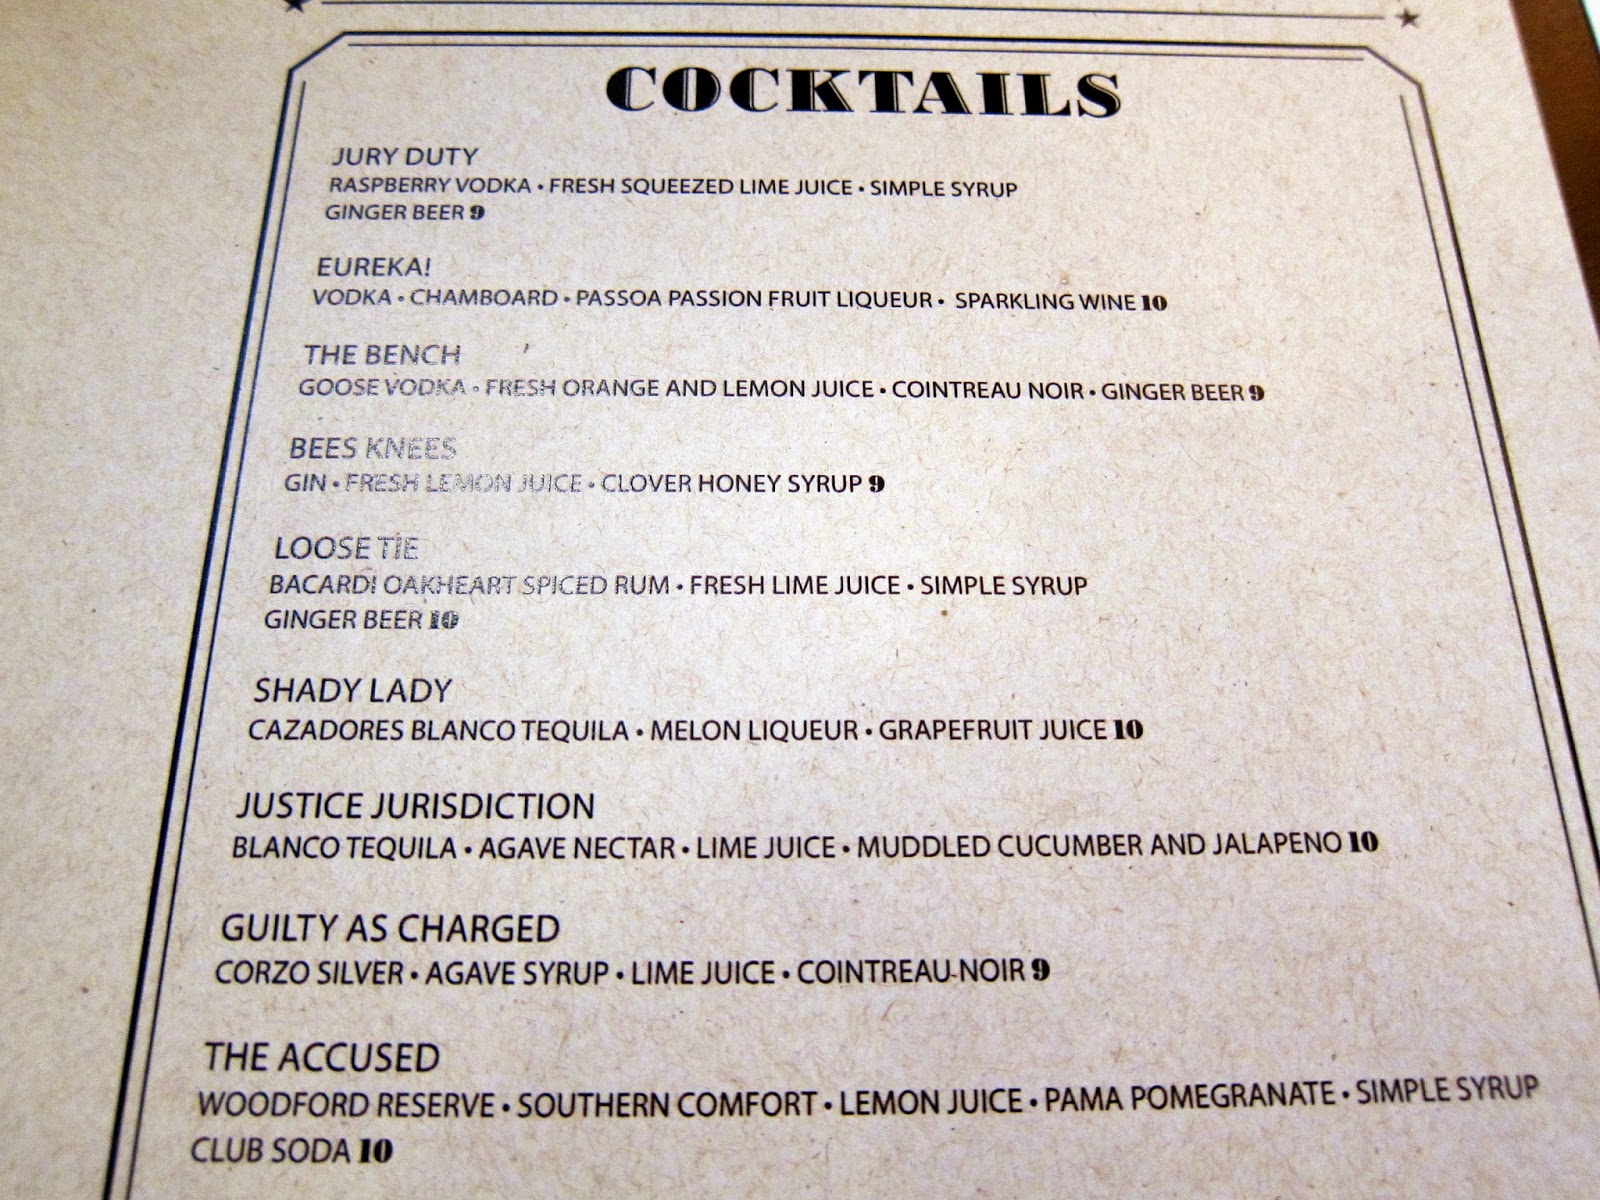 COCKTAILS
JURY DUTY
RASPBERRY VODKA • FRESH SQUEEZED LIME JUICE • SIMPLE SYRUP
GINGER BEER 9
EUREKA!
VODKA • CHAMBOARD • PASSOA PASSION FRUIT LIQUEUR • SPARKLING WINE 10
THE BENCH
GOOSE VODKA • FRESH ORANGE AND LEMON JUICE • COINTREAU NOIR • GINGER BEER 9
BEES KNEES
GIN • FRESH LEMON JUICE • CLOVER HONEY SYRUP 9
LOOSE TIE
BACARDI OAKHEART SPICED RUM • FRESH LIME JUICE • SIMPLE SYRUP
GINGER BEER 10
SHADY LADY
CAZADORES BLANCO TEQUILA • MELON LIQUEUR • GRAPEFRUIT JUICE 10
JUSTICE JURISDICTION
BLANCO TEQUILA • AGAVE NECTAR • LIME JUICE • MUDDLED CUCUMBER AND JALAPENO 10
GUILTY AS CHARGED
CORZO SILVER • AGAVE SYRUP • LIME JUICE • COINTREAU NOIR 9
THE ACCUSED
WOODFORD RESERVE • SOUTHERN COMFORT • LEMON JUICE • PAMA POMEGRANATE • SIMPLE SYRUP
CLUB SODA 10